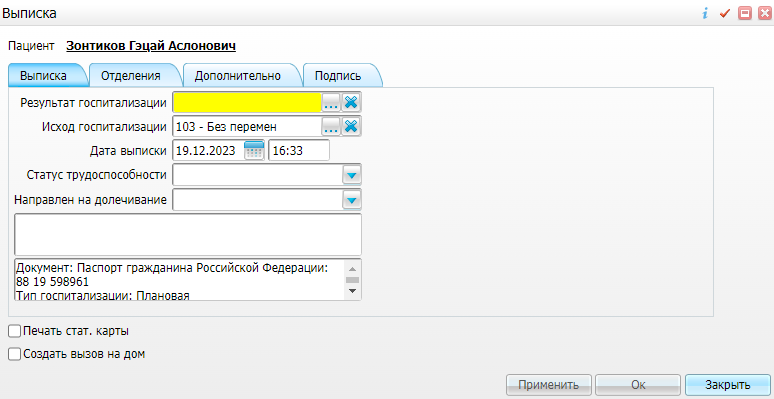 Выписка
Пациент Зонтиков Гэцай Аслонович
Выписка Отделения Дополнительно Подпись
Результат госпитализации ...
Исход госпитализации 103 - Без перемен ...
Дата выписки 19.12.2023 16:33
Статус трудоспособности
Направлен на долечивание
Документ: Паспорт гражданина Российской Федерации:
88 19 598961
Тип госпитализации: Плановая
Печать стат. карты
Создать вызов на дом
Применить Ок Закрыть